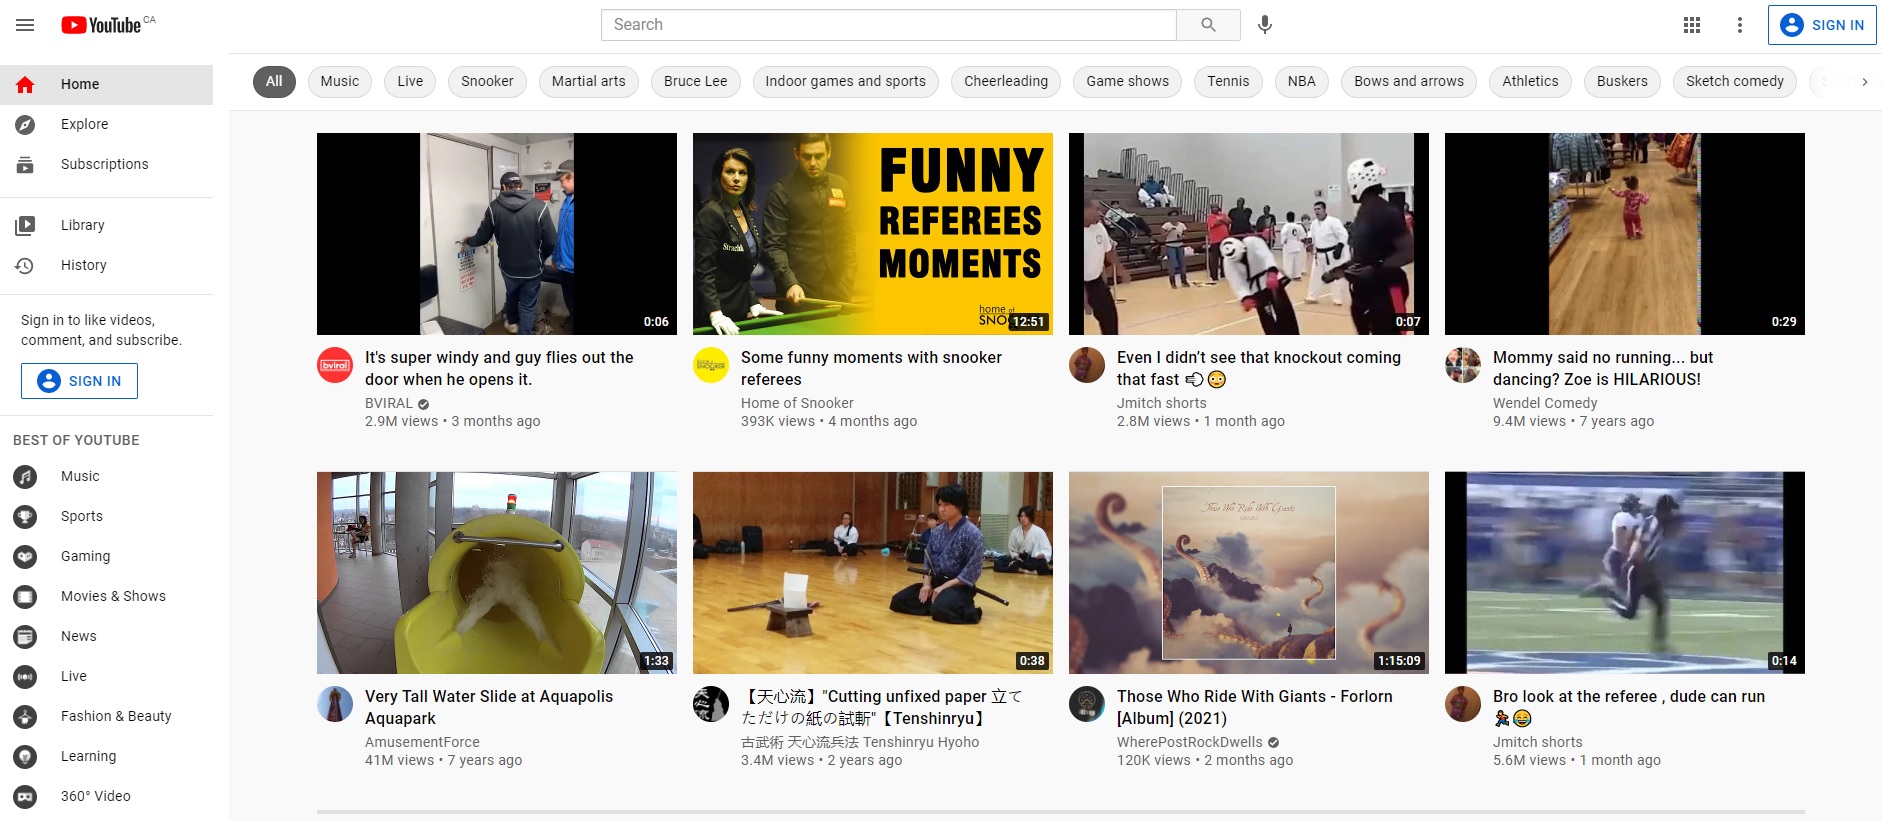 YouTube CA
Search
SIGN IN
Home
Explore
Subscriptions
Library
History
Sign in to like videos,
comment, and subscribe.
SIGN IN
BEST OF YOUTUBE
Music
Sports
Gaming
Movies & Shows
News
Live
Fashion & Beauty
Learning
360° Video
All Music Live Snooker Martial arts Bruce Lee Indoor games and sports Cheerleading Game shows Tennis NBA Bows and arrows Athletics Buskers Sketch comedy
0:06
bviral
It's super windy and guy flies out the
door when he opens it.
BVIRAL
2.9M views • 3 months ago
FUNNY
REFEREES
MOMENTS
Strachan
home of
SNO
12:51
Some funny moments with snooker
referees
Home of Snooker
393K views • 4 months ago
0:07
Even I didn’t see that knockout coming
that fast 💨😳
Jmitch shorts
2.8M views • 1 month ago
0:29
Mommy said no running... but
dancing? Zoe is HILARIOUS!
Wendel Comedy
9.4M views • 7 years ago
1:33
Very Tall Water Slide at Aquapolis
Aquapark
AmusementForce
41M views • 7 years ago
0:38
【天心流】"Cutting unfixed paper 立て
ただけの紙の試斬"【Tenshinryu】
古武術 天心流兵法 Tenshinryu Hyoho
3.4M views • 2 years ago
Those Who Ride With Giants
1:15:09
Those Who Ride With Giants - Forlorn
[Album] (2021)
WherePostRockDwells
120K views • 2 months ago
0:14
Bro look at the referee , dude can run
🏃😂
Jmitch shorts
5.6M views • 1 month ago